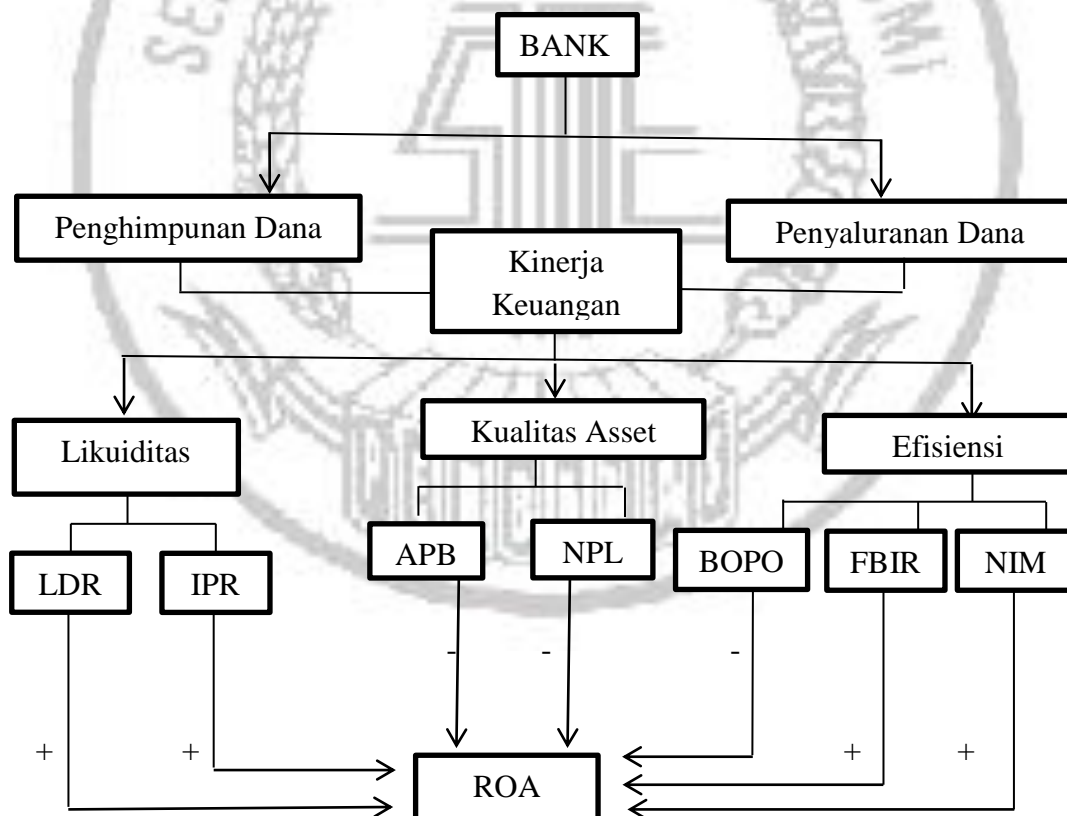 BANK
Penghimpunan Dana
Penyaluranan Dana
Kinerja
Keuangan
Likuiditas
Kualitas Asset
Efisiensi
LDR
IPR
APB
NPL
BOPO
FBIR
NIM
-
-
-
+
+
+
+
ROA